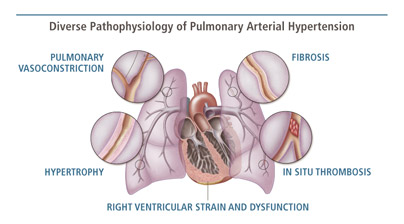 Diverse Pathophysiology of Pulmonary Arterial Hypertension
PULMONARY
VASOCONSTRICTION
FIBROSIS
HYPERTROPHY
IN SITU THROMBOSIS
RIGHT VENTRICULAR STRAIN AND DYSFUNCTION